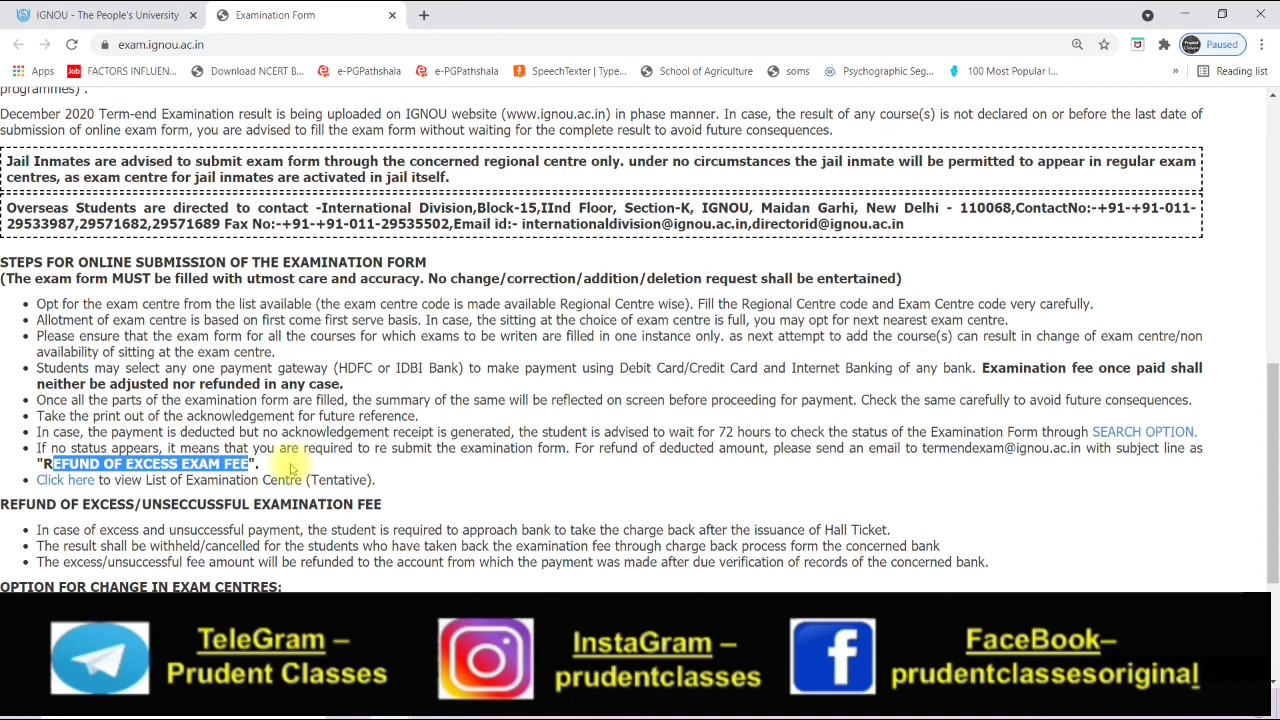 IGNOU - The People's University
Examination Form
exam.ignou.ac.in
Paused
Apps
FACTORS INFLUEN...
Download NCERT B...
e-PGPathshala
e-PGPathshala
SpeechTexter | Type...
School of Agriculture
soms
Psychographic Seg...
100 Most Popular I...
»
Reading list
programmes) .
December 2020 Term-end Examination result is being uploaded on IGNOU website (www.ignou.ac.in) in phase manner. In case, the result of any course(s) is not declared on or before the last date of
submission of online exam form, you are advised to fill the exam form without waiting for the complete result to avoid future consequences.
Jail Inmates are advised to submit exam form through the concerned regional centre only. under no circumstances the jail inmate will be permitted to appear in regular exam
centres, as exam centre for jail inmates are activated in jail itself.
Overseas Students are directed to contact -International Division,Block-15,IInd Floor, Section-K, IGNOU, Maidan Garhi, New Delhi - 110068,ContactNo:-+91-+91-011-
29533987,29571682,29571689 Fax No:-+91-+91-011-29535502,Email id:- internationaldivision@ignou.ac.in,directorid@ignou.ac.in
STEPS FOR ONLINE SUBMISSION OF THE EXAMINATION FORM
(The exam form MUST be filled with utmost care and accuracy. No change/correction/addition/deletion request shall be entertained)
• Opt for the exam centre from the list available (the exam centre code is made available Regional Centre wise). Fill the Regional Centre code and Exam Centre code very carefully.
• Allotment of exam centre is based on first come first serve basis. In case, the sitting at the choice of exam centre is full, you may opt for next nearest exam centre.
• Please ensure that the exam form for all the courses for which exams to be writen are filled in one instance only. as next attempt to add the course(s) can result in change of exam centre/non
availability of sitting at the exam centre.
• Students may select any one payment gateway (HDFC or IDBI Bank) to make payment using Debit Card/Credit Card and Internet Banking of any bank. Examination fee once paid shall
neither be adjusted nor refunded in any case.
• Once all the parts of the examination form are filled, the summary of the same will be reflected on screen before proceeding for payment. Check the same carefully to avoid future consequences.
• Take the print out of the acknowledgement for future reference.
• In case, the payment is deducted but no acknowledgement receipt is generated, the student is advised to wait for 72 hours to check the status of the Examination Form through SEARCH OPTION.
• If no status appears, it means that you are required to re submit the examination form. For refund of deducted amount, please send an email to termendexam@ignou.ac.in with subject line as
"REFUND OF EXCESS EXAM FEE".
• Click here to view List of Examination Centre (Tentative).
REFUND OF EXCESS/UNSECCUSSFUL EXAMINATION FEE
• In case of excess and unsuccessful payment, the student is required to approach bank to take the charge back after the issuance of Hall Ticket.
• The result shall be withheld/cancelled for the students who have taken back the examination fee through charge back process form the concerned bank
• The excess/unsuccessful fee amount will be refunded to the account from which the payment was made after due verification of records of the concerned bank.
OPTION FOR CHANGE IN EXAM CENTRES:
TeleGram –
Prudent Classes
InstaGram –
prudentclasses
FaceBook–
prudentclassesoriginal